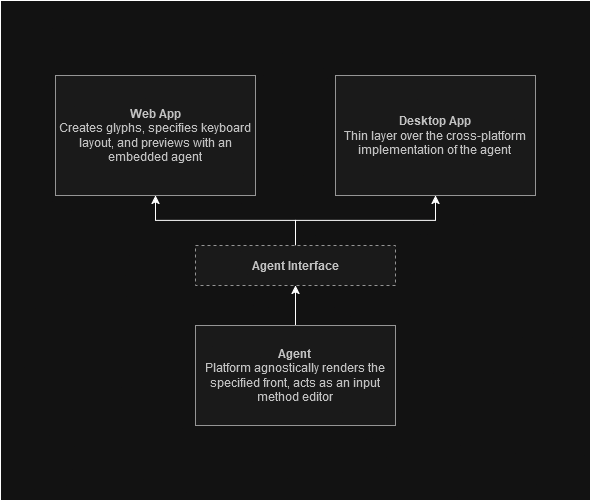 Web App
Creates glyphs, specifies keyboard
layout, and previews with an
embedded agent
Desktop App
Thin layer over the cross-platform
implementation of the agent
Agent Interface
Agent
Platform agnostically renders the
specified front, acts as an input
method editor